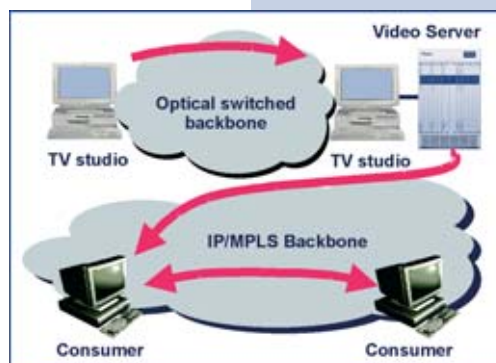 Video Server
Optical switched
backbone
TV studio
TV studio
IP/MPLS Backbone
Consumer
Consumer